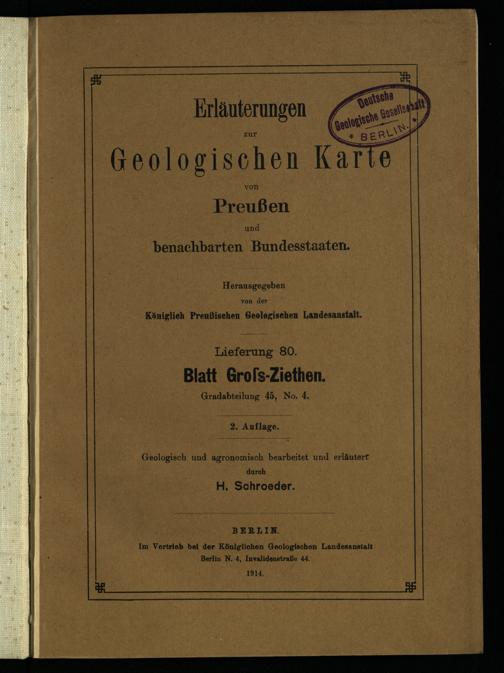 Erläuterungen
zur
Geologischen Karte
von
Preußen
und
benachbarten Bundesstaaten.
Deutsche
Geologische Gesellschaft
* BERLIN. *
Herausgegeben
von der
Königlich Preußischen Geologischen Landesanstalt.
Lieferung 80.
Blatt Groſs-Ziethen.
Gradabteilung 45, No. 4.
2. Auflage.
Geologisch und agronomisch bearbeitet und erläutert
durch
H. Schroeder.
BERLIN.
Im Vertrieb bei der Königlichen Geologischen Landesanstalt
Berlin N. 4, Invalidenstraße 44.
1914.